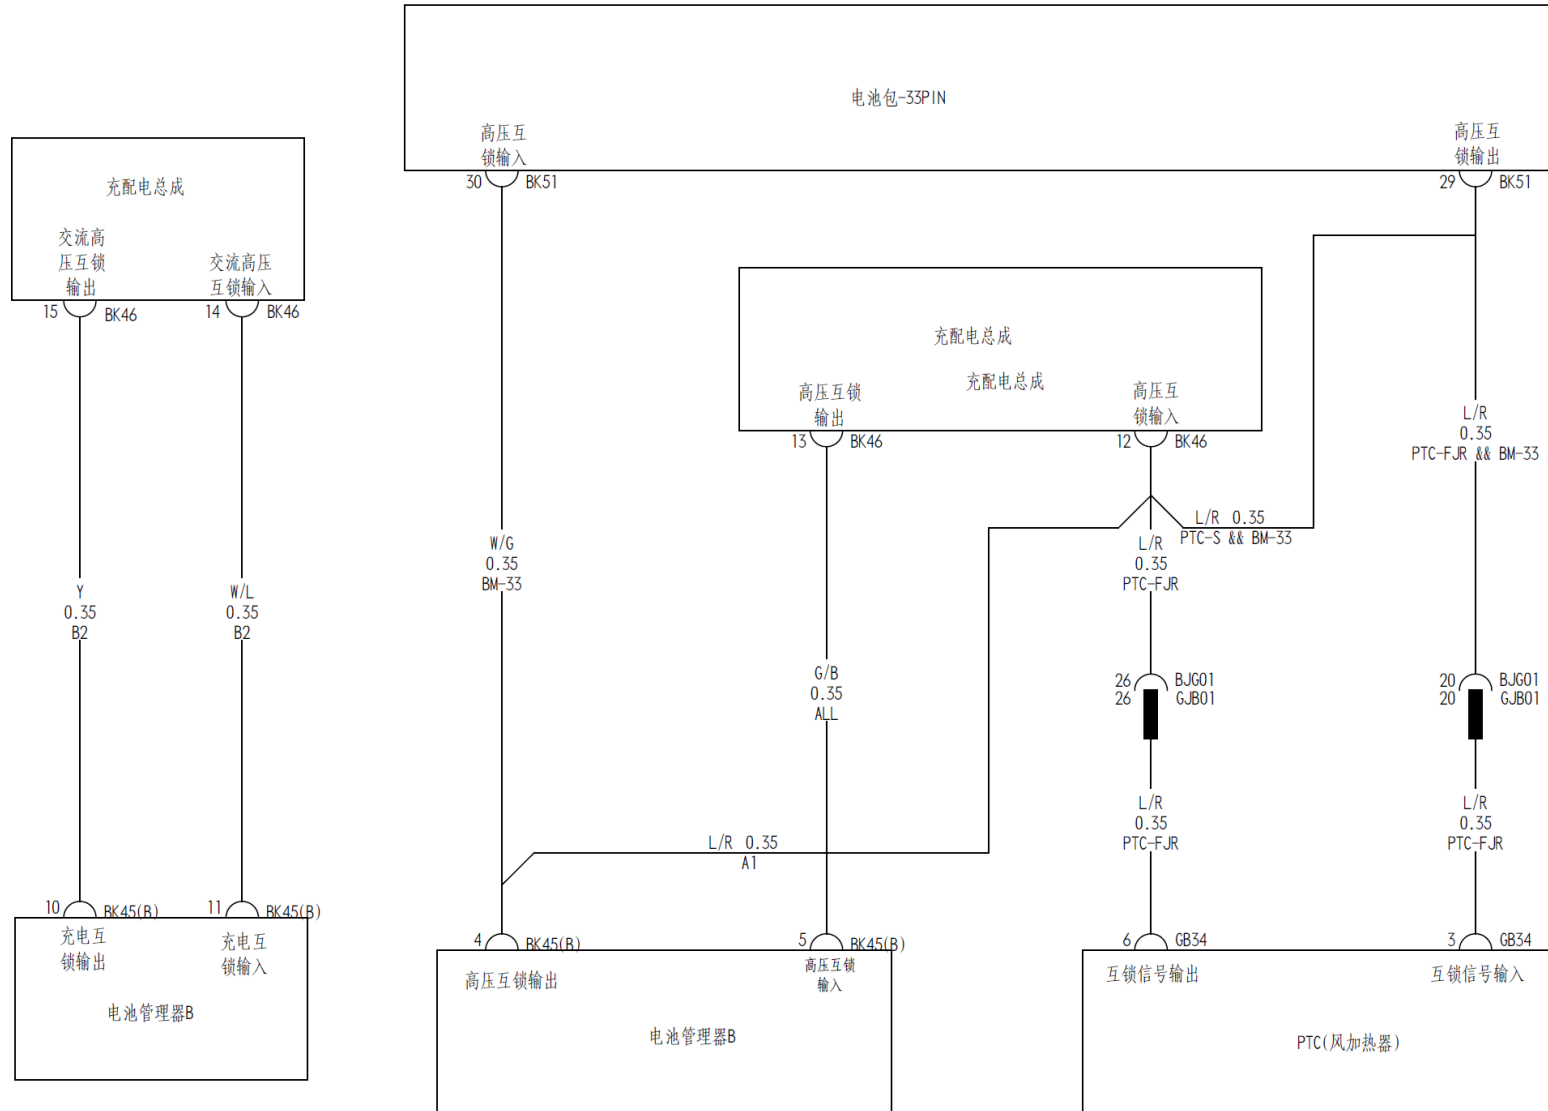 电池包-33PIN
高压互
锁输入
30 BK51
高压互
锁输出
29 BK51
充配电总成
交流高
压互锁
输出
交流高压
互锁输入
15 BK46
14 BK46
充配电总成
充配电总成
高压互锁
输出
高压互
锁输入
13 BK46
12 BK46
L/R
0.35
PTC-FJR && BM-33
L/R 0.35
PTC-S && BM-33
W/G
0.35
BM-33
L/R
0.35
PTC-FJR
Y
0.35
B2
W/L
0.35
B2
G/B
0.35
ALL
26 BJG01
26 GJB01
20 BJG01
20 GJB01
L/R
0.35
PTC-FJR
L/R
0.35
PTC-FJR
L/R 0.35
A1
10 BK45(B)
11 BK45(B)
充电互
锁输出
充电互
锁输入
电池管理器B
4 BK45(B)
5 BK45(B)
高压互锁输出
高压互锁
输入
电池管理器B
6 GB34
3 GB34
互锁信号输出
互锁信号输入
PTC(风加热器)